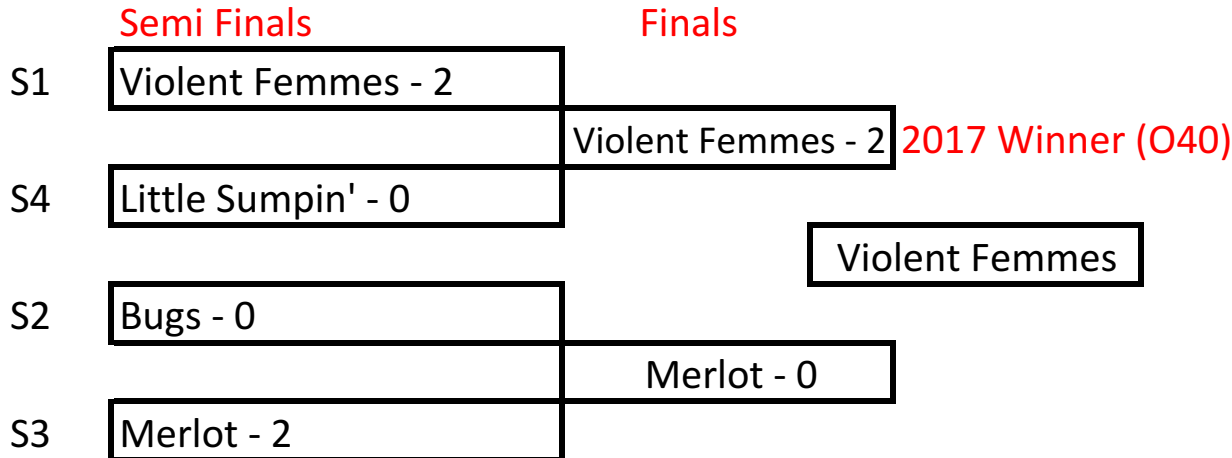 Semi Finals Finals
S1 Violent Femmes - 2
Violent Femmes - 2 2017 Winner (O40)
S4 Little Sumpin' - 0
Violent Femmes
S2 Bugs - 0
Merlot - 0
S3 Merlot - 2